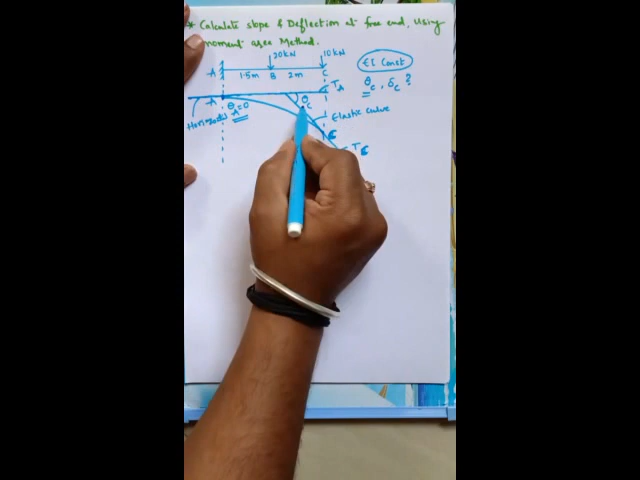 * Calculate slope & Deflection at free end, Using
moment area Method.
20kN 10kN
A 1.5m B 2m C
EI Const
θc, δc ?
TA
A θA=0 θc
Horizontal Elastic curve
C
Tc